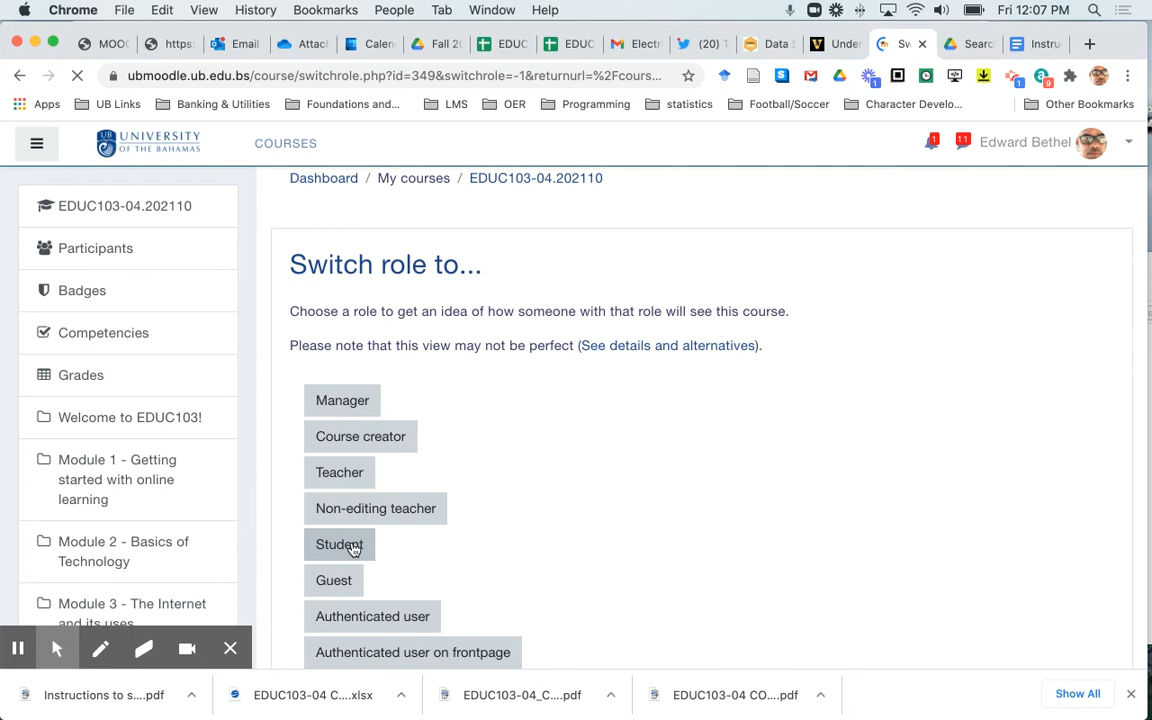 Chrome File Edit View History Bookmarks People Tab Window Help Fri 12:07 PM
MOO https: Email Attac Calen Fall 2 EDUC EDUC Electr (20) T Data Unde Sw Searc Instru
ubmoodle.ub.edu.bs/course/switchrole.php?id=349&switchrole=-1&returnurl=%2Fcours... 1 1 9
Apps UB Links Banking & Utilities Foundations and... LMS OER Programming statistics Football/Soccer Character Develo... Other Bookmarks
UB UNIVERSITY OF THE BAHAMAS COURSES 1 11 Edward Bethel
Dashboard / My courses / EDUC103-04.202110
EDUC103-04.202110
Participants
Badges
Competencies
Grades
Welcome to EDUC103!
Module 1 - Getting
started with online
learning
Module 2 - Basics of
Technology
Module 3 - The Internet
and its uses
Switch role to...
Choose a role to get an idea of how someone with that role will see this course.
Please note that this view may not be perfect (See details and alternatives).
Manager
Course creator
Teacher
Non-editing teacher
Student
Guest
Authenticated user
Authenticated user on frontpage
Instructions to s....pdf EDUC103-04 C....xlsx EDUC103-04_C....pdf EDUC103-04 CO....pdf Show All